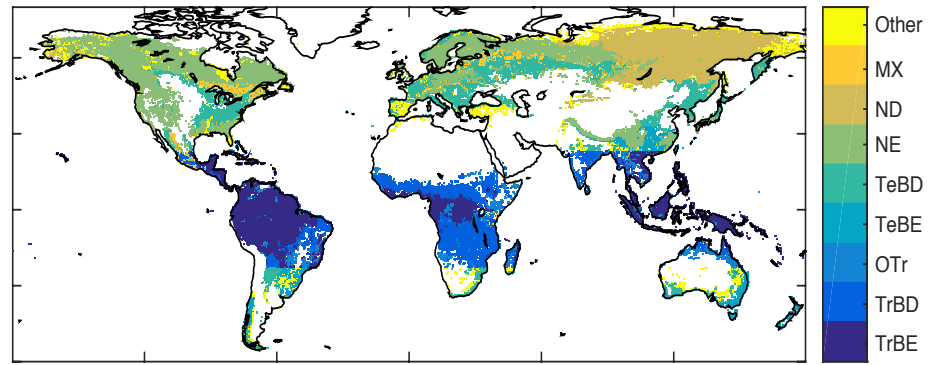 Other
MX
ND
NE
TeBD
TeBE
OTr
TrBD
TrBE